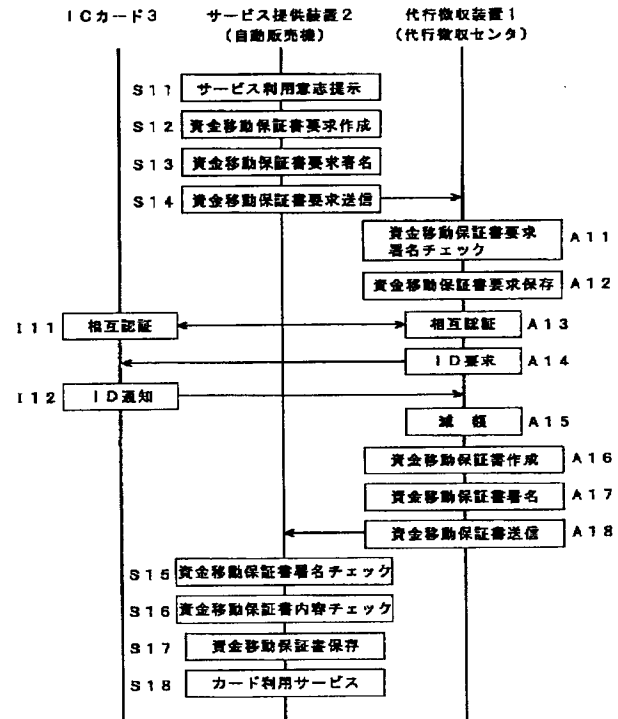 ICカード3 サービス提供装置2 代行徴収装置1
(自動販売機) (代行徴収センタ)
S11 サービス利用意志提示
S12 資金移動保証書要求作成
S13 資金移動保証書要求署名
S14 資金移動保証書要求送信
資金移動保証書要求
署名チェック A11
資金移動保証書要求保存 A12
I11 相互認証 相互認証 A13
ID要求 A14
I12 ID通知
減 額 A15
資金移動保証書作成 A16
資金移動保証書署名 A17
資金移動保証書送信 A18
S15 資金移動保証書署名チェック
S16 資金移動保証書内容チェック
S17 資金移動保証書保存
S18 カード利用サービス